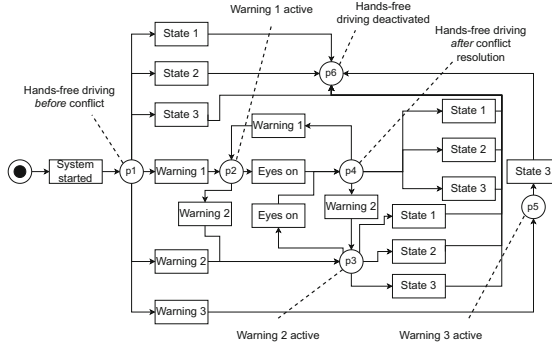 Warning 1 active
Hands-free
driving deactivated
State 1
State 2
State 3
p6
Hands-free driving
after conflict
resolution
Hands-free driving
before conflict
Warning 1
State 1
State 2
State 3
System
started
p1
Warning 1
p2
Eyes on
p4
State 3
Warning 2
Eyes on
Warning 2
State 1
p5
Warning 2
p3
State 2
State 3
Warning 3
Warning 2 active
Warning 3 active